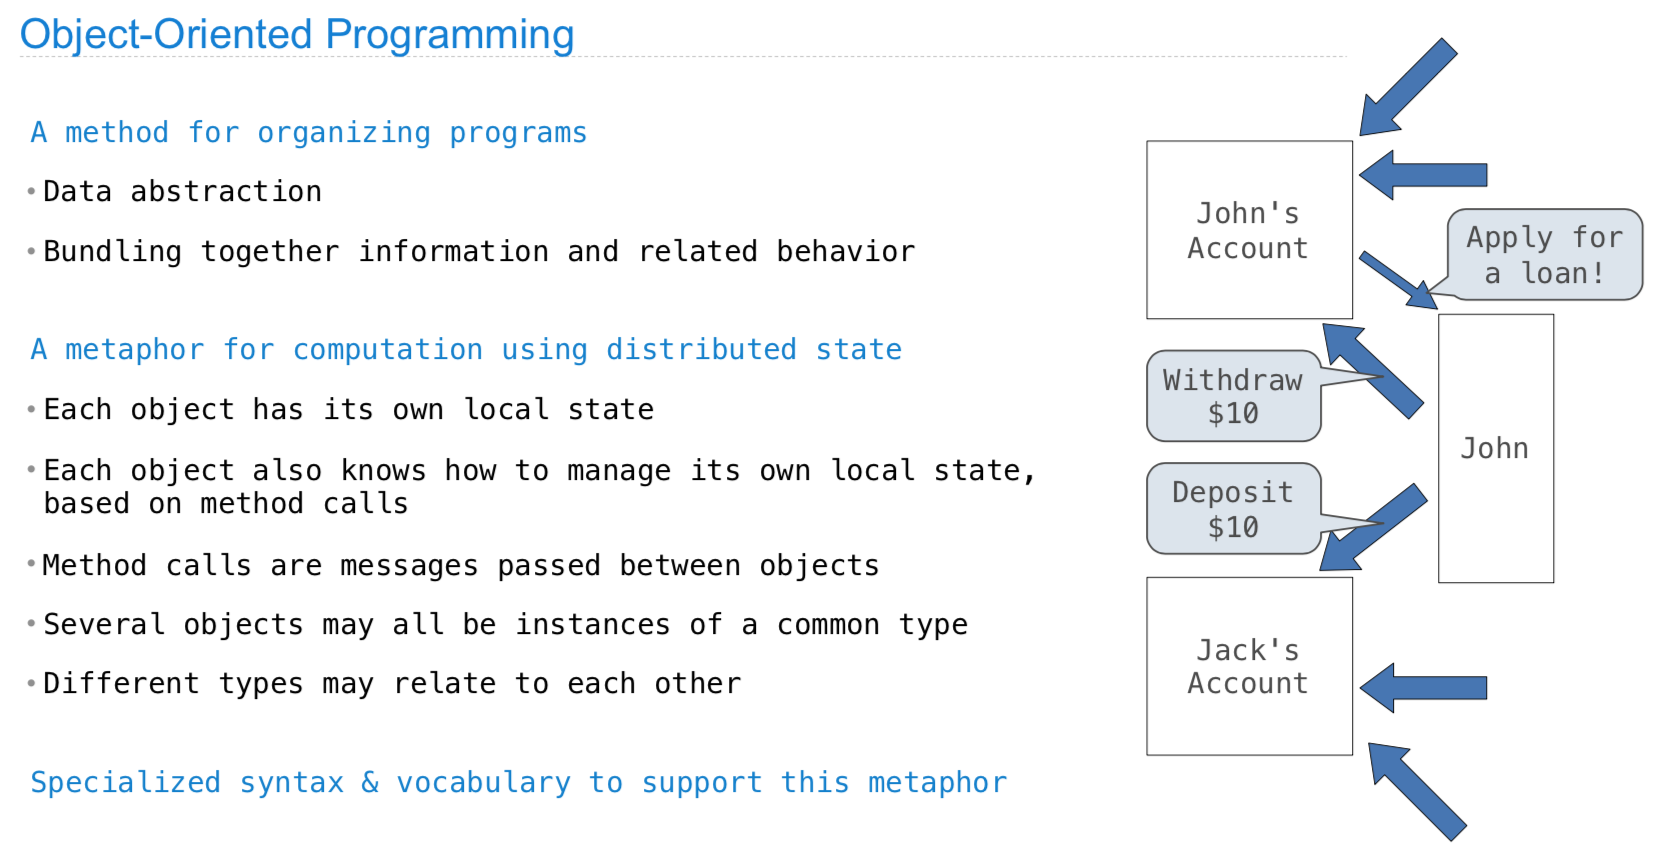 Object-Oriented Programming
A method for organizing programs
• Data abstraction
• Bundling together information and related behavior
A metaphor for computation using distributed state
• Each object has its own local state
• Each object also knows how to manage its own local state,
based on method calls
• Method calls are messages passed between objects
• Several objects may all be instances of a common type
• Different types may relate to each other
Specialized syntax & vocabulary to support this metaphor
John's
Account
Apply for
a loan!
Withdraw
$10
John
Deposit
$10
Jack's
Account